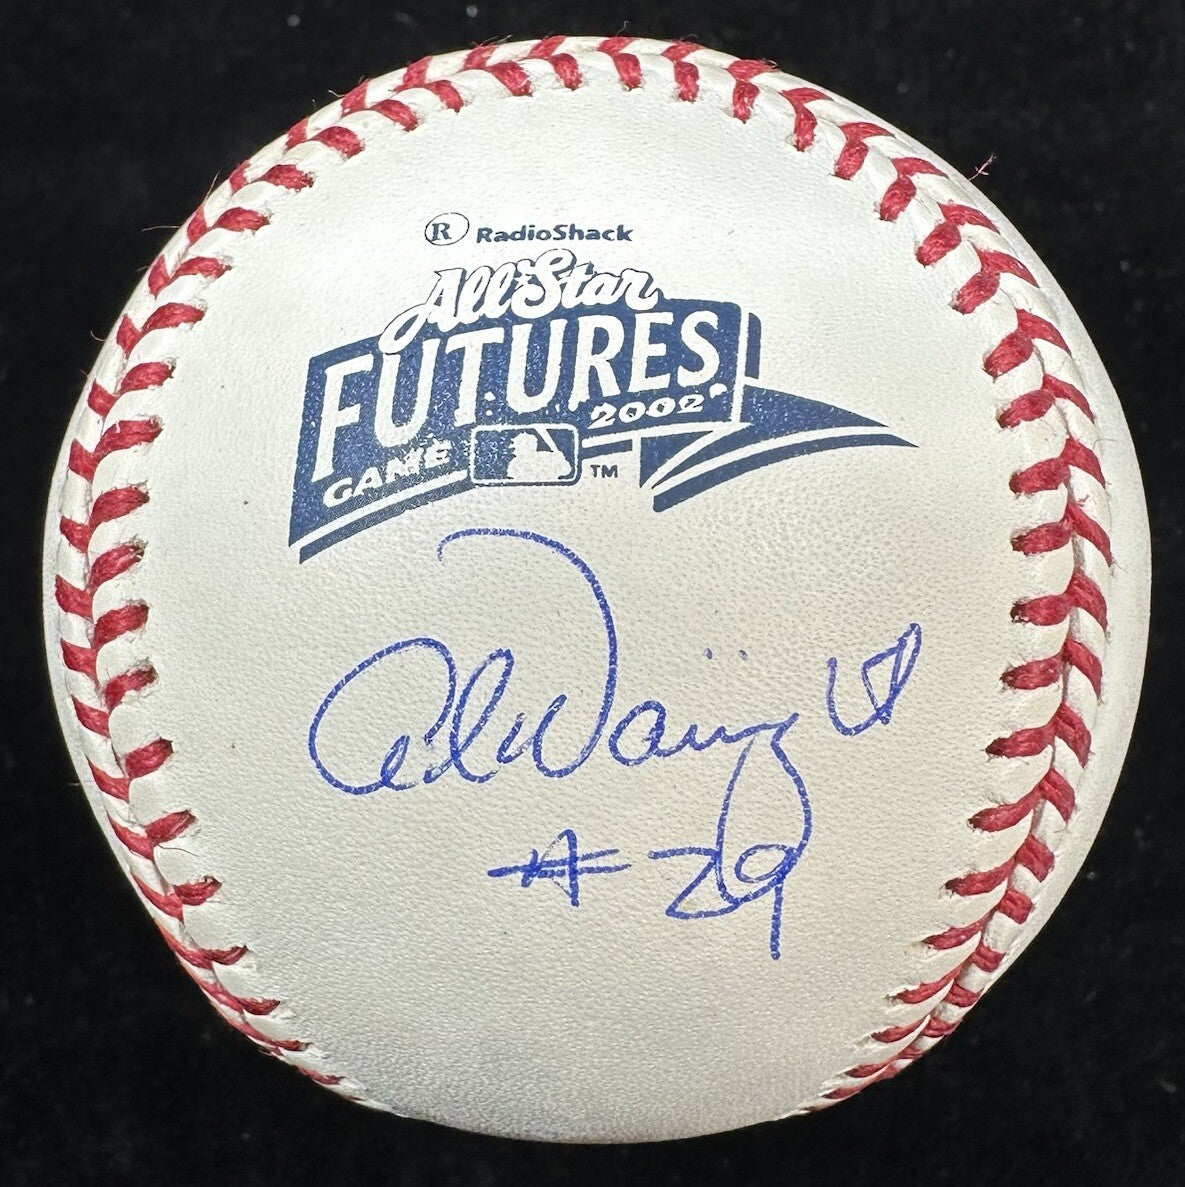 ® RadioShack
All★Star
FUTURES
GAME 2002 ™
#29